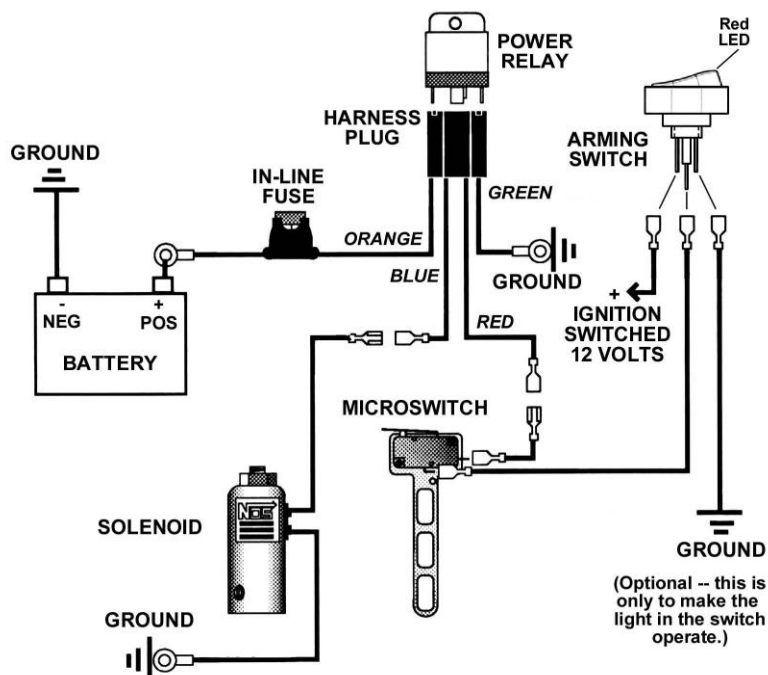 Red
LED
POWER
RELAY
HARNESS
PLUG
ARMING
SWITCH
GROUND
IN-LINE
FUSE
GREEN
ORANGE
BLUE
GROUND
RED
-
NEG
+
POS
BATTERY
+
IGNITION
SWITCHED
12 VOLTS
MICROSWITCH
SOLENOID
NOS
GROUND
(Optional -- this is
only to make the
light in the switch
operate.)
GROUND